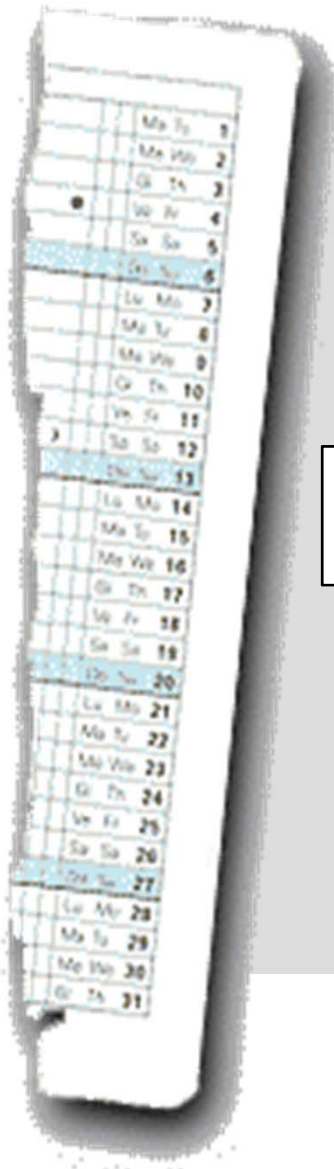 Ma Tu 1
Me We 2
Gi Th 3
Ve Fr 4
Sa Sa 5
Do Su 6
Lu Mo 7
Ma Tu 8
Me We 9
Gi Th 10
Ve Fr 11
Sa Sa 12
Do Su 13
Lu Mo 14
Ma Tu 15
Me We 16
Gi Th 17
Ve Fr 18
Sa Sa 19
Do Su 20
Lu Mo 21
Ma Tu 22
Me We 23
Gi Th 24
Ve Fr 25
Sa Sa 26
Do Su 27
Lu Mo 28
Ma Tu 29
Me We 30
Gi Th 31